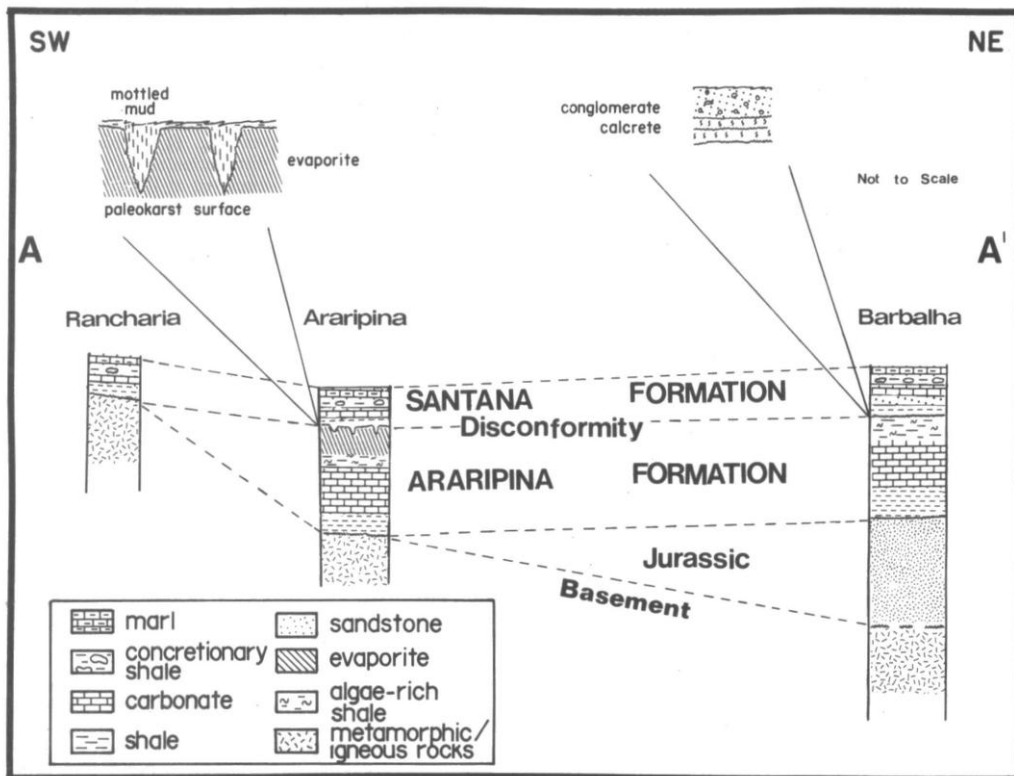 SW
NE
mottled
mud
evaporite
paleokarst surface
conglomerate
calcrete
Not to Scale
A
A'
Rancharia
Araripina
Barbalha
SANTANA FORMATION
Disconformity
ARARIPINA FORMATION
Jurassic
Basement
marl
concretionary
shale
carbonate
shale
sandstone
evaporite
algae-rich
shale
metamorphic/
igneous rocks